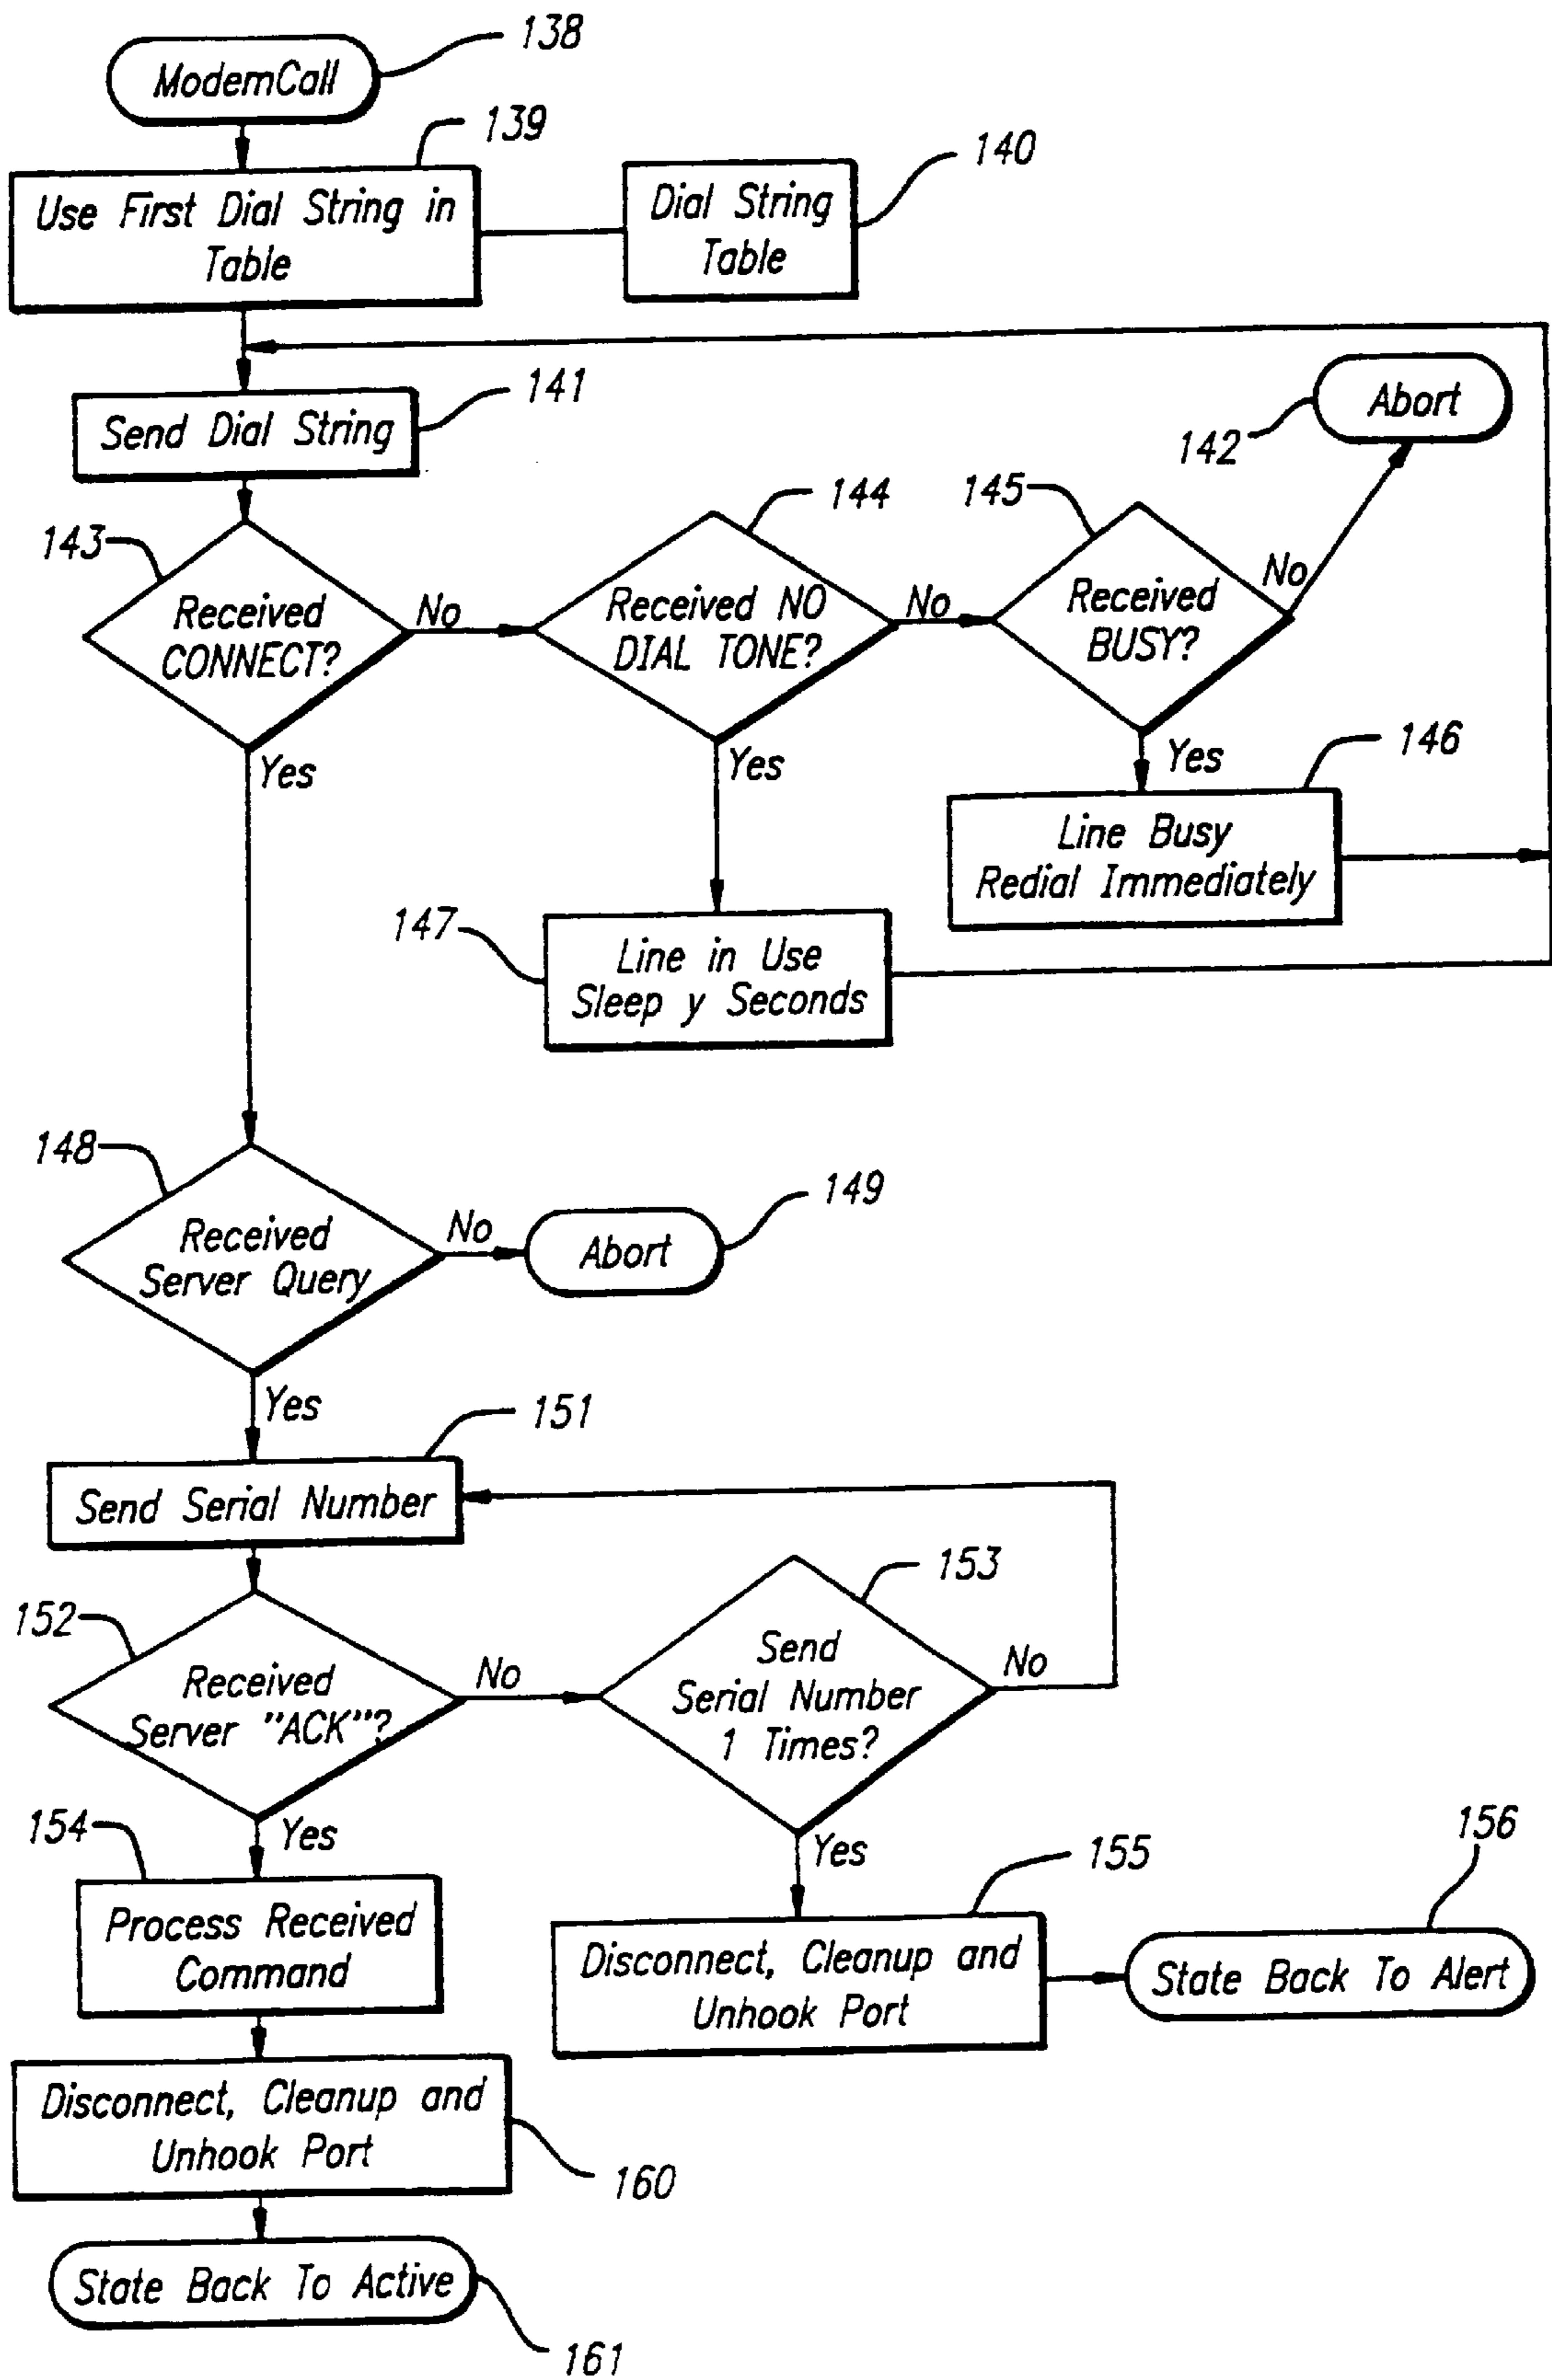 138
ModemCall
139
Use First Dial String in
Table
140
Dial String
Table
141
Send Dial String
142
Abort
143
Received
CONNECT?
No
Yes
144
Received NO
DIAL TONE?
No
Yes
145
Received
BUSY?
No
Yes
146
Line Busy
Redial Immediately
147
Line in Use
Sleep y Seconds
148
Received
Server Query
No
Yes
149
Abort
151
Send Serial Number
152
Received
Server "ACK"?
No
Yes
153
Send
Serial Number
1 Times?
No
Yes
154
Process Received
Command
155
Disconnect, Cleanup and
Unhook Port
156
State Back To Alert
Disconnect, Cleanup and
Unhook Port
160
State Back To Active
161